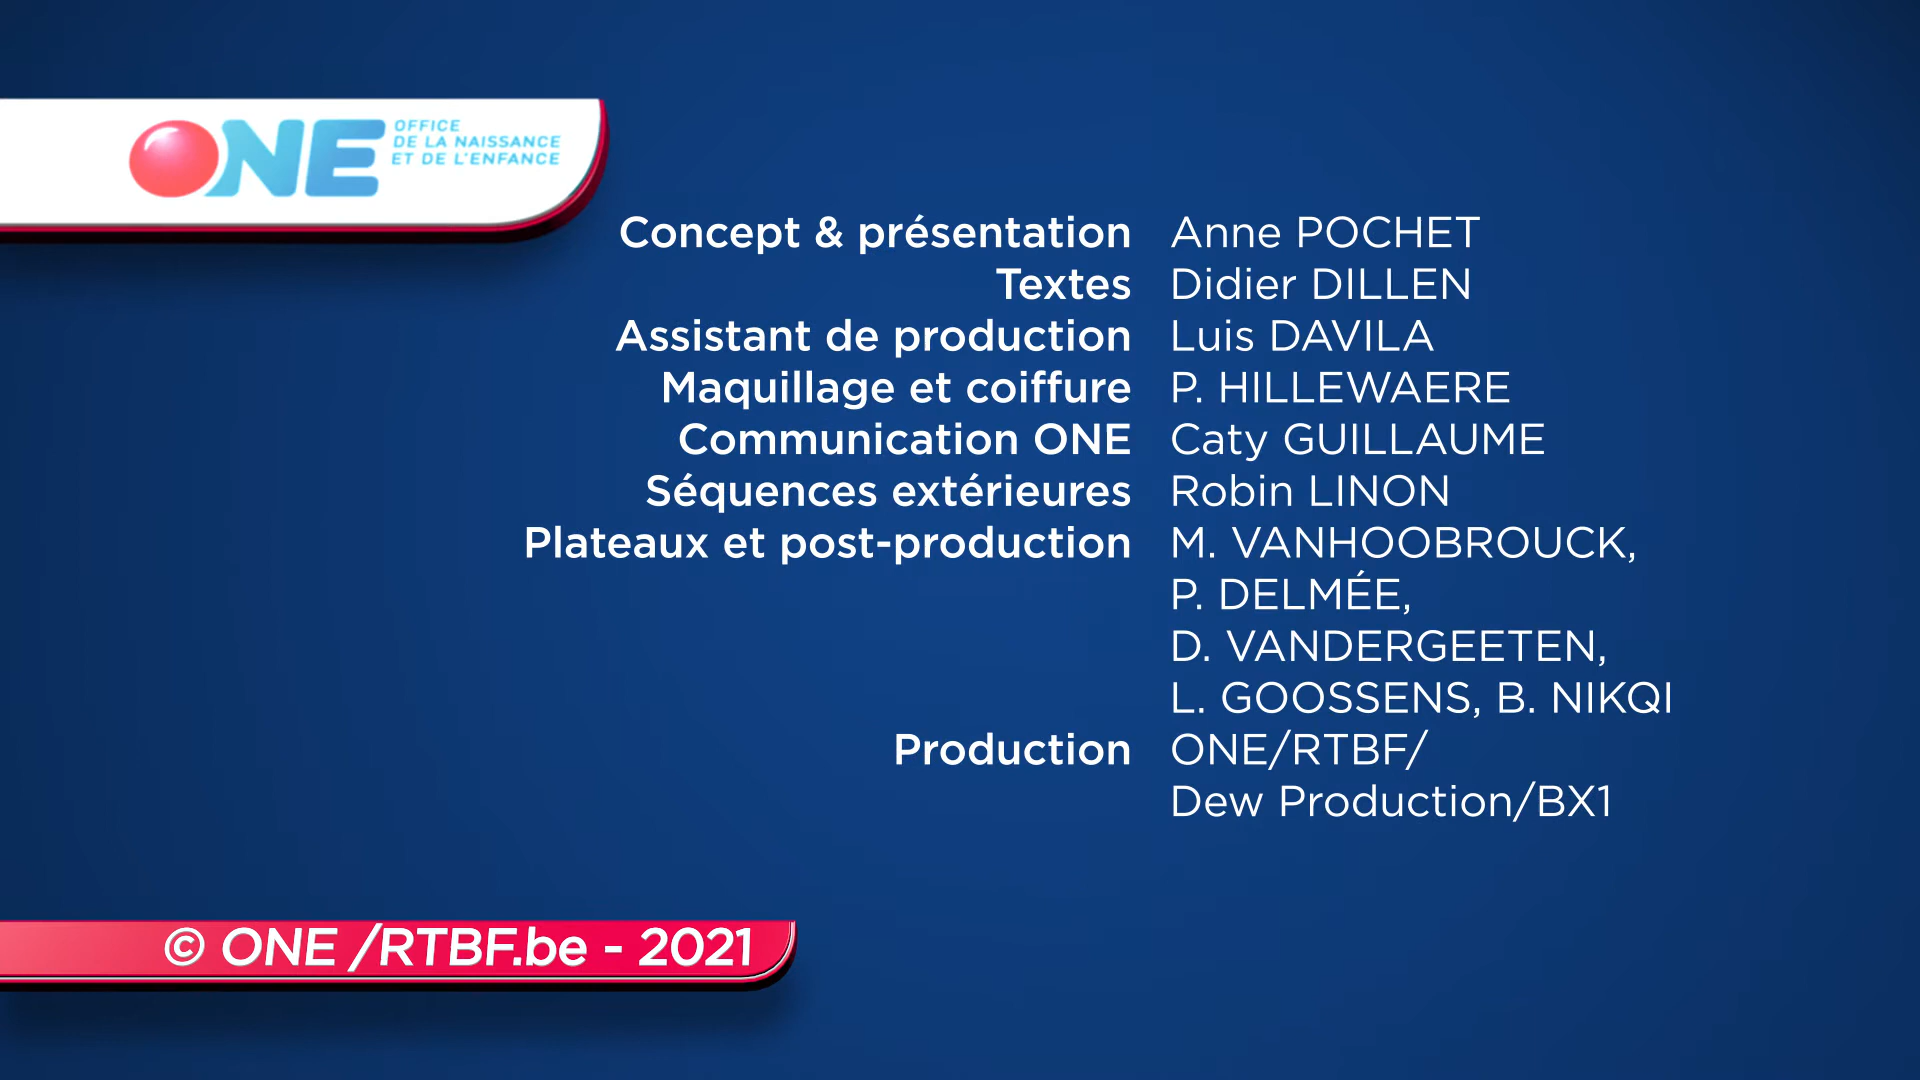 ONE OFFICE
DE LA NAISSANCE
ET DE L'ENFANCE
Concept & présentation Anne POCHET
Textes Didier DILLEN
Assistant de production Luis DAVILA
Maquillage et coiffure P. HILLEWAERE
Communication ONE Caty GUILLAUME
Séquences extérieures Robin LINON
Plateaux et post-production M. VANHOOBROUCK,
P. DELMÉE,
D. VANDERGEETEN,
L. GOOSSENS, B. NIKQI
Production ONE/RTBF/
Dew Production/BX1
© ONE /RTBF.be - 2021